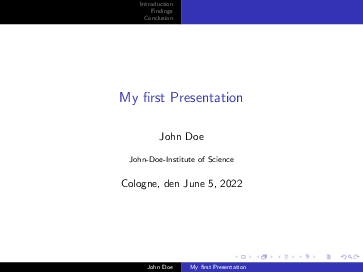 Introduction
Findings
Conclusion
My first Presentation
John Doe
John-Doe-Institute of Science
Cologne, den June 5, 2022
John Doe
My first Presentation